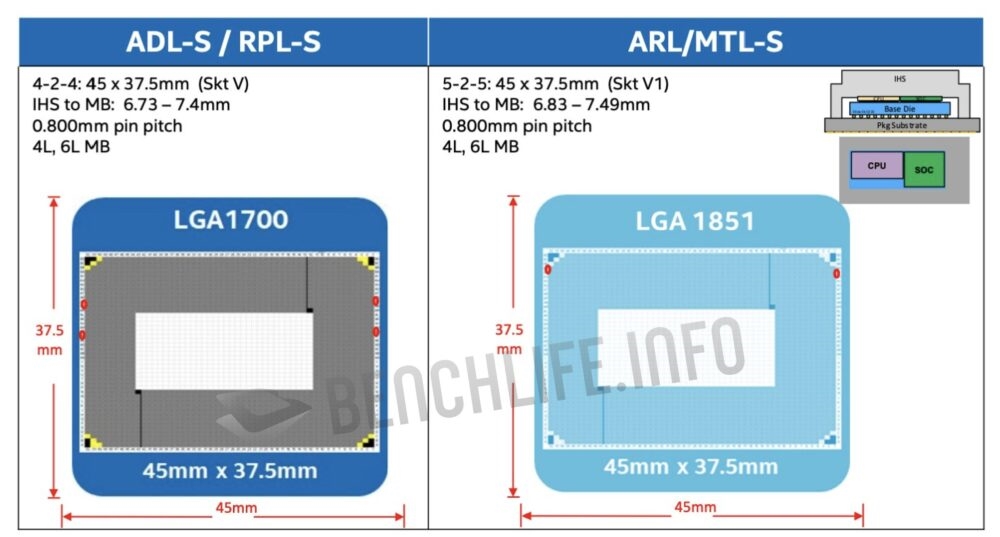 ADL-S / RPL-S
4-2-4: 45 x 37.5mm (Skt V)
IHS to MB: 6.73 – 7.4mm
0.800mm pin pitch
4L, 6L MB
LGA1700
37.5
mm
45mm x 37.5mm
45mm
ARL/MTL-S
5-2-5: 45 x 37.5mm (Skt V1)
IHS to MB: 6.83 – 7.49mm
0.800mm pin pitch
4L, 6L MB
IHS
CPU
Base Die
Pkg Substrate
CPU
SOC
LGA 1851
37.5
mm
45mm x 37.5mm
45mm
BENCHLIFE.INFO